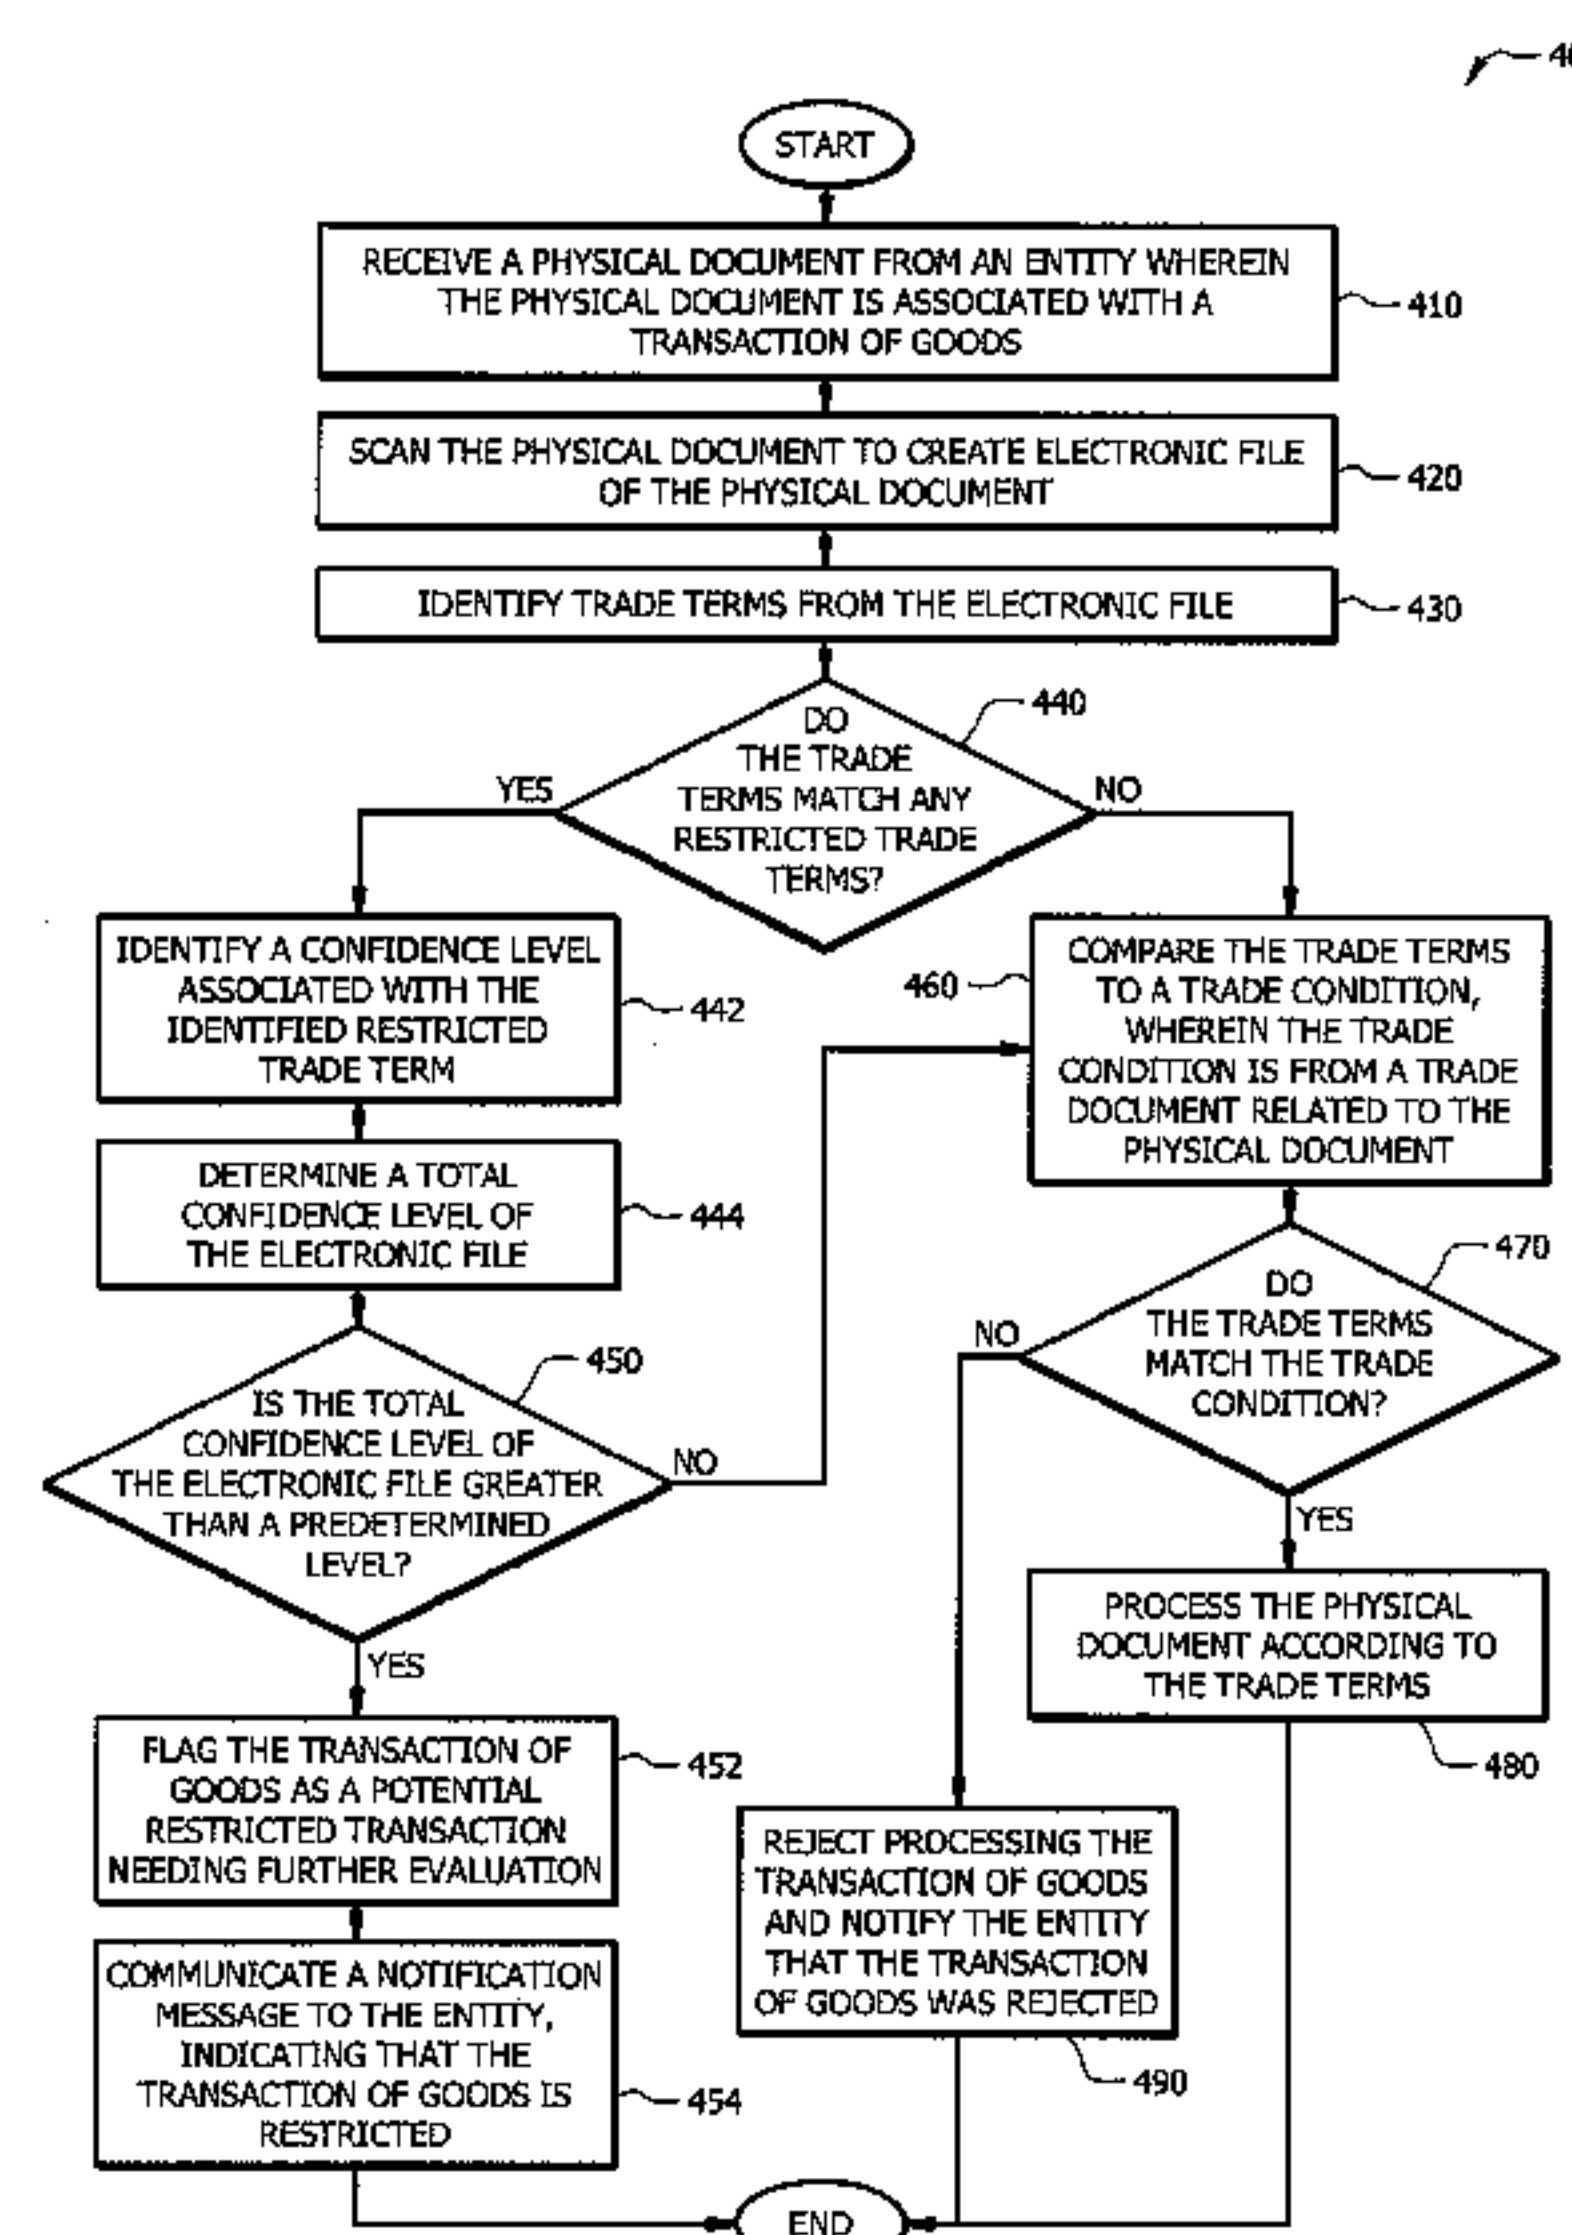 START
RECEIVE A PHYSICAL DOCUMENT FROM AN ENTITY WHEREIN
THE PHYSICAL DOCUMENT IS ASSOCIATED WITH A
TRANSACTION OF GOODS
410
SCAN THE PHYSICAL DOCUMENT TO CREATE ELECTRONIC FILE
OF THE PHYSICAL DOCUMENT
420
IDENTIFY TRADE TERMS FROM THE ELECTRONIC FILE
430
DO
THE TRADE
TERMS MATCH ANY
RESTRICTED TRADE
TERMS?
440
YES
NO
IDENTIFY A CONFIDENCE LEVEL
ASSOCIATED WITH THE
IDENTIFIED RESTRICTED
TRADE TERM
442
DETERMINE A TOTAL
CONFIDENCE LEVEL OF
THE ELECTRONIC FILE
444
IS THE TOTAL
CONFIDENCE LEVEL OF
THE ELECTRONIC FILE GREATER
THAN A PREDETERMINED
LEVEL?
450
NO
YES
FLAG THE TRANSACTION OF
GOODS AS A POTENTIAL
RESTRICTED TRANSACTION
NEEDING FURTHER EVALUATION
452
COMMUNICATE A NOTIFICATION
MESSAGE TO THE ENTITY,
INDICATING THAT THE
TRANSACTION OF GOODS IS
RESTRICTED
454
COMPARE THE TRADE TERMS
TO A TRADE CONDITION,
WHEREIN THE TRADE
CONDITION IS FROM A TRADE
DOCUMENT RELATED TO THE
PHYSICAL DOCUMENT
460
DO
THE TRADE TERMS
MATCH THE TRADE
CONDITION?
470
NO
YES
PROCESS THE PHYSICAL
DOCUMENT ACCORDING TO
THE TRADE TERMS
480
REJECT PROCESSING THE
TRANSACTION OF GOODS
AND NOTIFY THE ENTITY
THAT THE TRANSACTION
OF GOODS WAS REJECTED
490
END